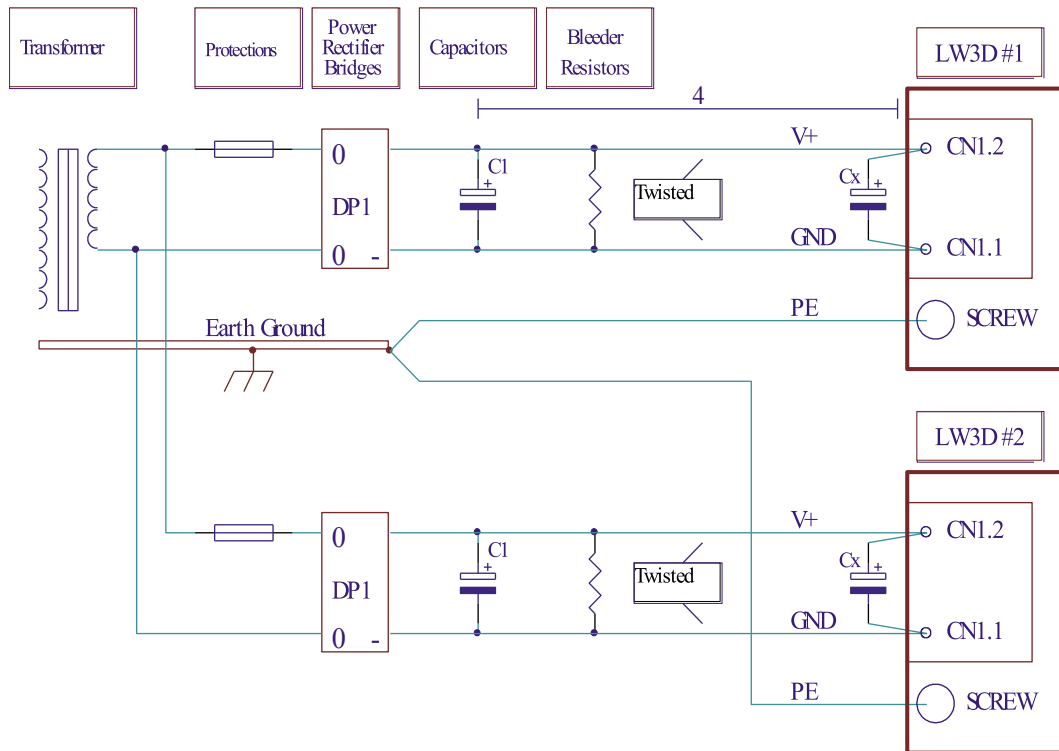 Transformer
Protections
Power
Rectifier
Bridges
Capacitors
Bleeder
Resistors
LW3D #1
4
V+
0
DP1
0 -
C1
Twisted
Cx
CN1.2
CN1.1
GND
PE
SCREW
Earth Ground
LW3D #2
V+
0
DP1
0 -
C1
Twisted
Cx
CN1.2
CN1.1
GND
PE
SCREW